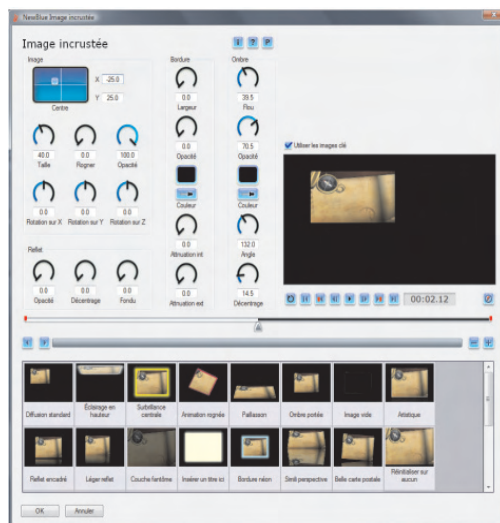 NewBlue Image incrustée
Image incrustée
i ? P
Image
X -25.0
Y 25.0
Centre
40.0 0.0 100.0
Taille Rogner Opacité
0.0 0.0 0.0
Rotation sur X Rotation sur Y Rotation sur Z
Reflet
0.0 0.0 0.0
Opacité Décentrage Fondu
Bordure
0.0
Largeur
0.0
Opacité
Couleur
0.0
Attnuation int
0.0
Attnuation ext
Ombre
39.5
Flou
70.5
Opacité
Couleur
132.0
Angle
14.5
Décentrage
Utiliser les images clé
00:02.12
Diffusion standard
Éclairage en hauteur
Surbrillance centrale
Animation rognée
Paillasson
Ombre portée
Image vide
Artistique
Reflet encadré
Léger reflet
Couche fantôme
Insérer un titre ici
Bordure néon
Simili perspective
Belle carte postale
Réinitialiser sur aucun
OK Annuler